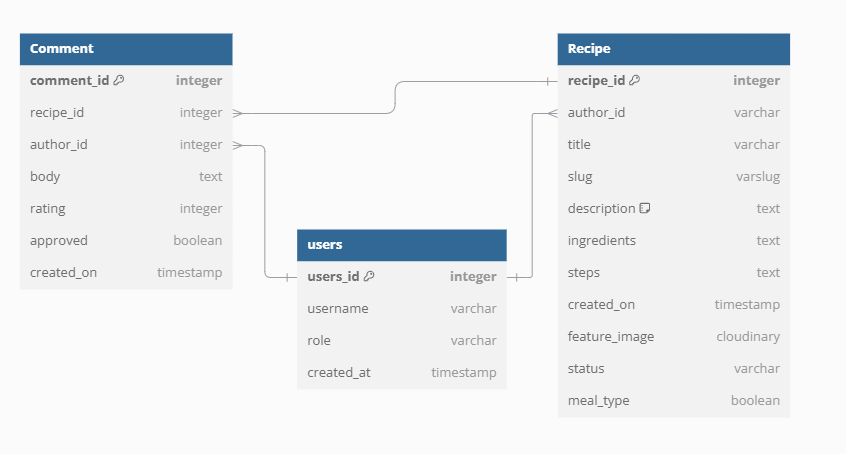 Comment
comment_id integer
recipe_id integer
author_id integer
body text
rating integer
approved boolean
created_on timestamp
users
users_id integer
username varchar
role varchar
created_at timestamp
Recipe
recipe_id integer
author_id varchar
title varchar
slug varslug
description text
ingredients text
steps text
created_on timestamp
feature_image cloudinary
status varchar
meal_type boolean